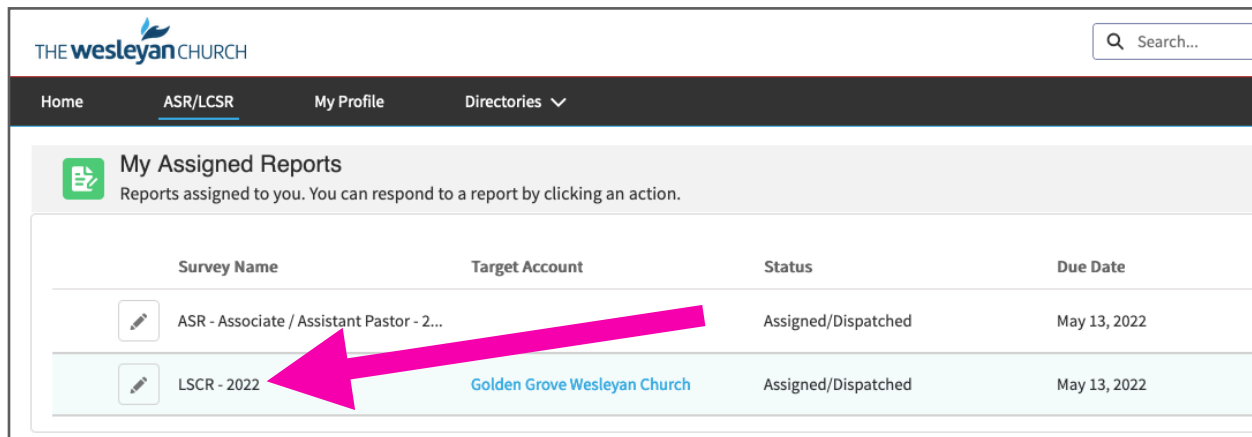 THE wesleyan CHURCH
Search...
Home ASR/LCSR My Profile Directories
My Assigned Reports
Reports assigned to you. You can respond to a report by clicking an action.
Survey Name Target Account Status Due Date
ASR - Associate / Assistant Pastor - 2... Assigned/Dispatched May 13, 2022
LSCR - 2022 Golden Grove Wesleyan Church Assigned/Dispatched May 13, 2022